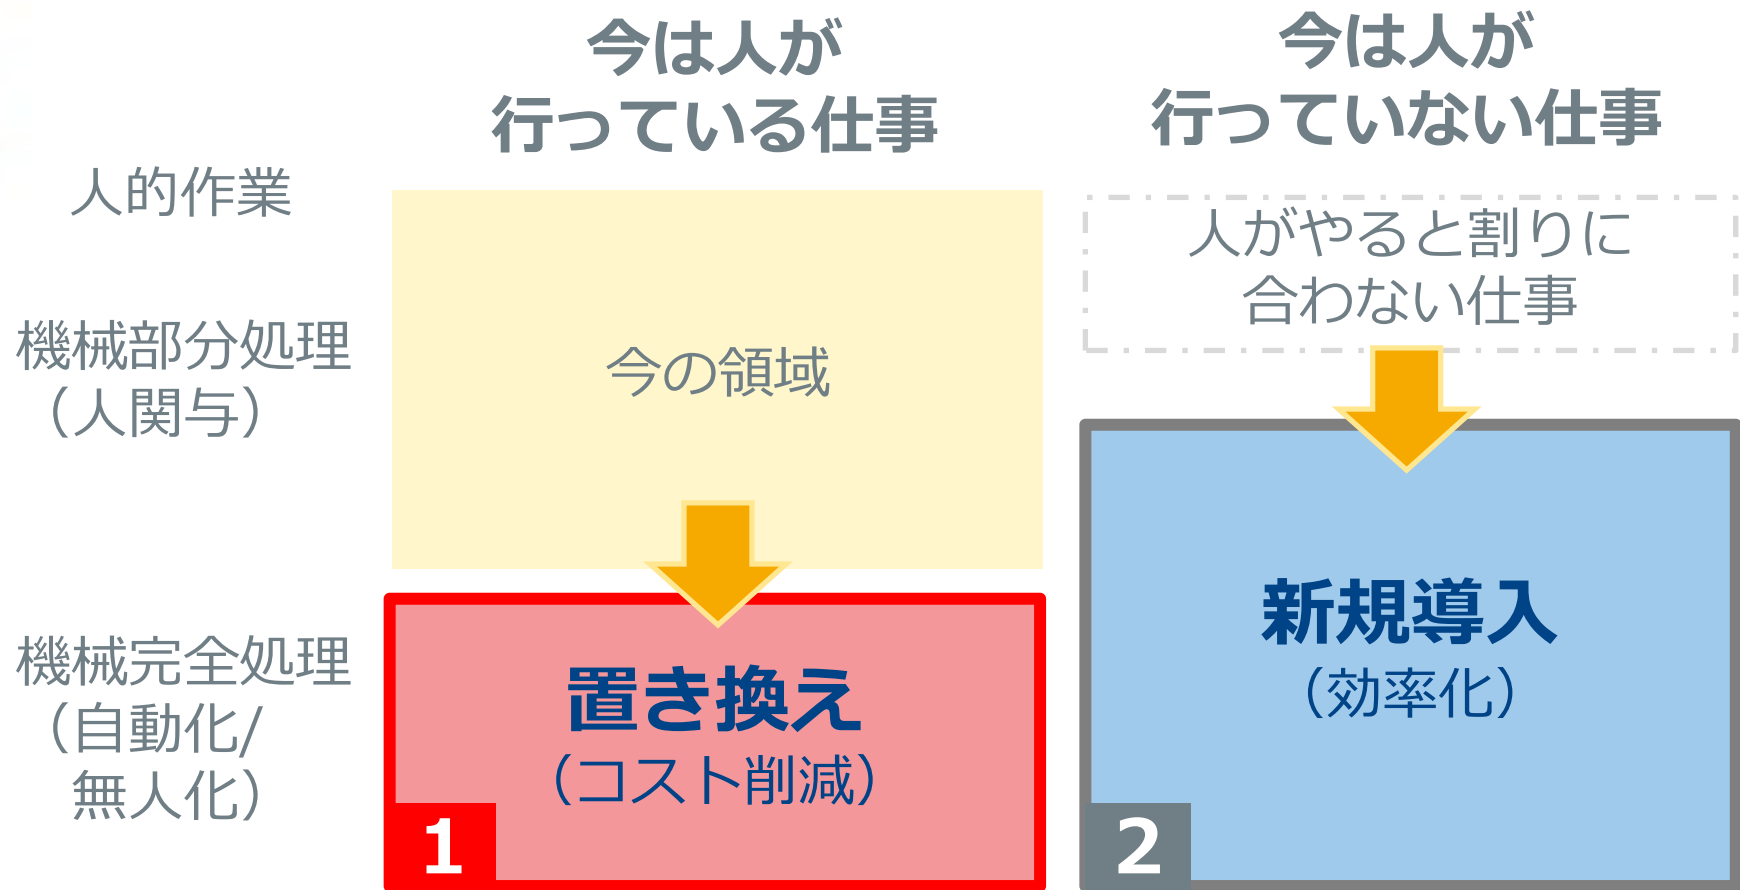 今は人が
行っている仕事
今は人が
行っていない仕事
人的作業
機械部分処理
（人関与）
機械完全処理
（自動化/
無人化）
今の領域
置き換え
（コスト削減）
1
人がやると割りに
合わない仕事
新規導入
（効率化）
2